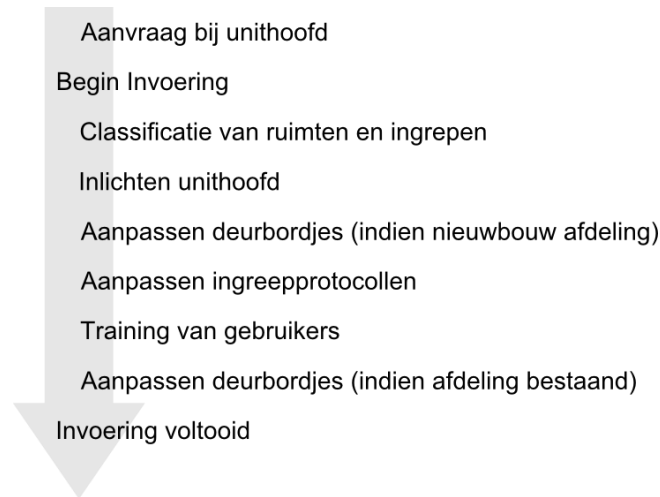 Aanvraag bij unithoofd
Begin Invoering
Classificatie van ruimten en ingrepen
Inlichten unithoofd
Aanpassen deurbordjes (indien nieuwbouw afdeling)
Aanpassen ingreepprotocollen
Training van gebruikers
Aanpassen deurbordjes (indien afdeling bestaand)
Invoering voltooid